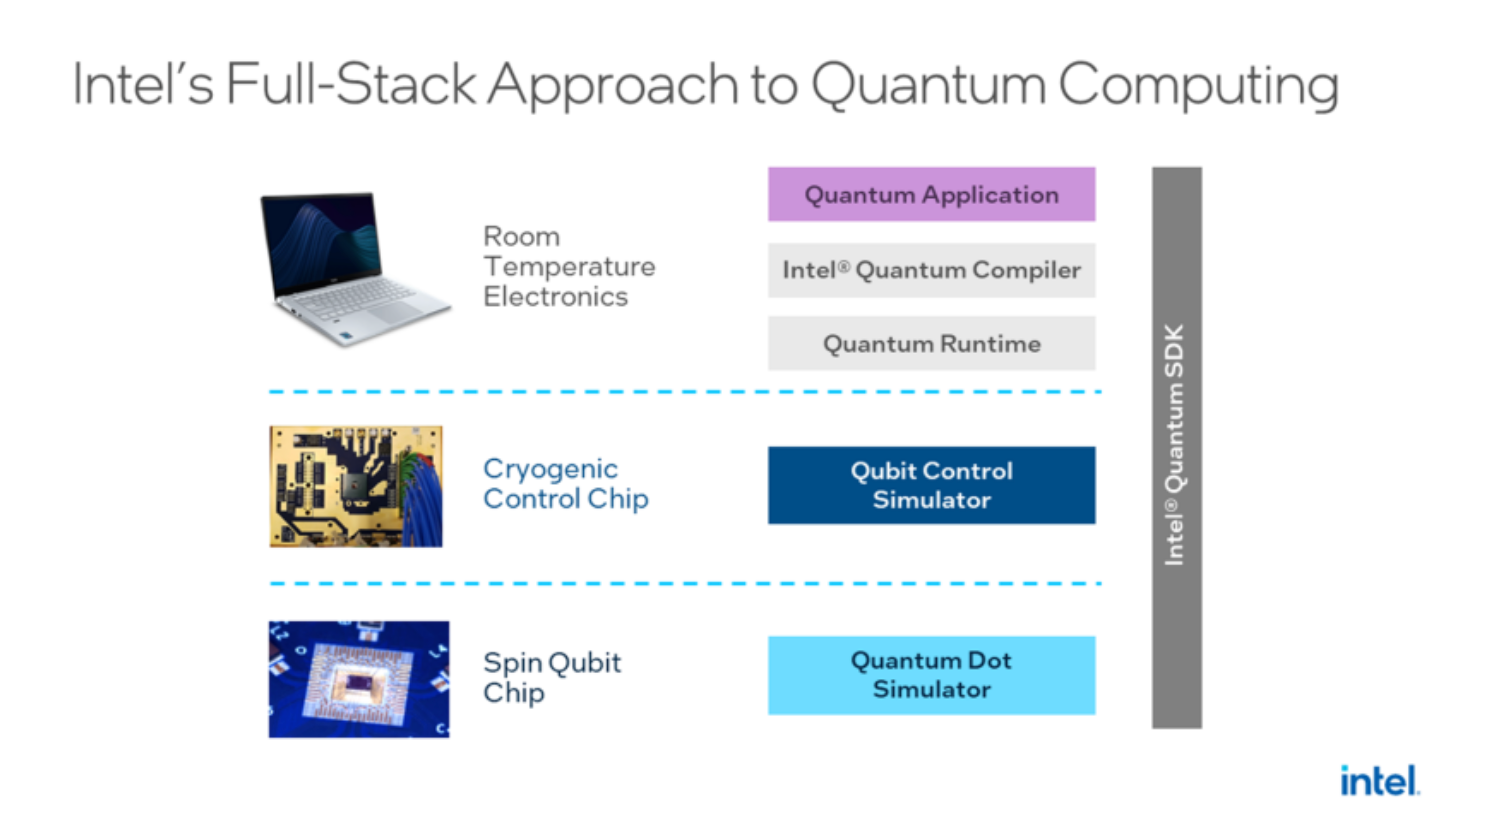 Intel's Full-Stack Approach to Quantum Computing
Room
Temperature
Electronics
Quantum Application
Intel® Quantum Compiler
Quantum Runtime
Cryogenic
Control Chip
Qubit Control
Simulator
Spin Qubit
Chip
Quantum Dot
Simulator
Intel® Quantum SDK
intel.